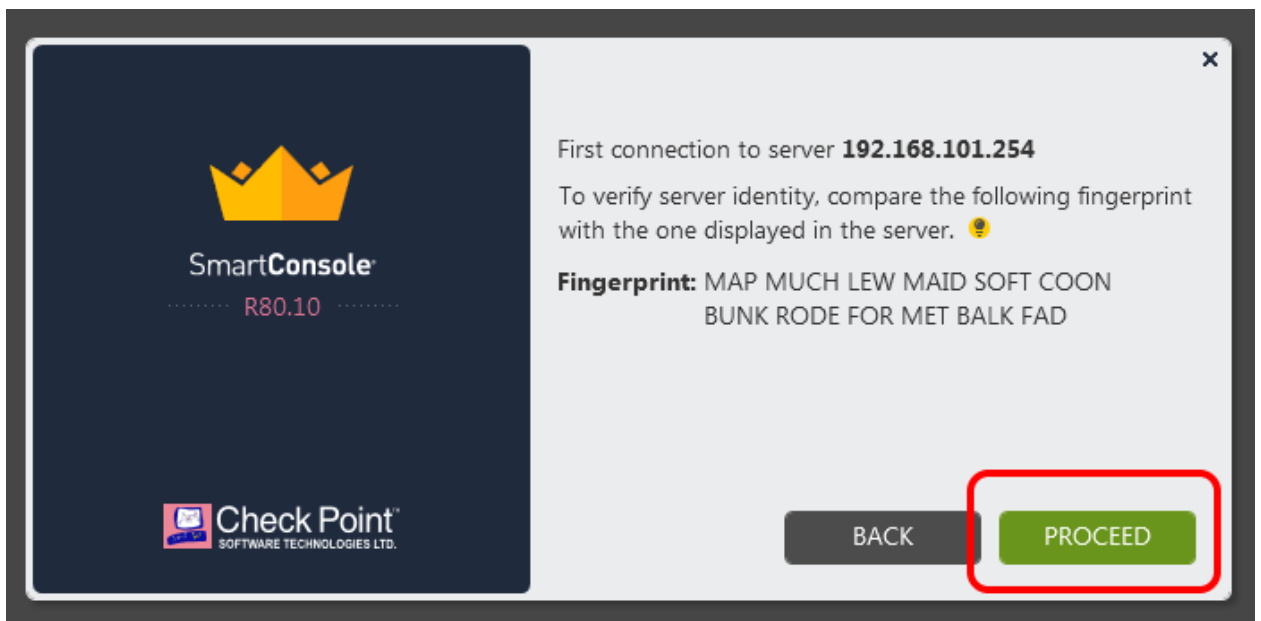 SmartConsole
R80.10
Check Point™
SOFTWARE TECHNOLOGIES LTD.
First connection to server 192.168.101.254
To verify server identity, compare the following fingerprint
with the one displayed in the server.
Fingerprint: MAP MUCH LEW MAID SOFT COON
BUNK RODE FOR MET BALK FAD
BACK
PROCEED